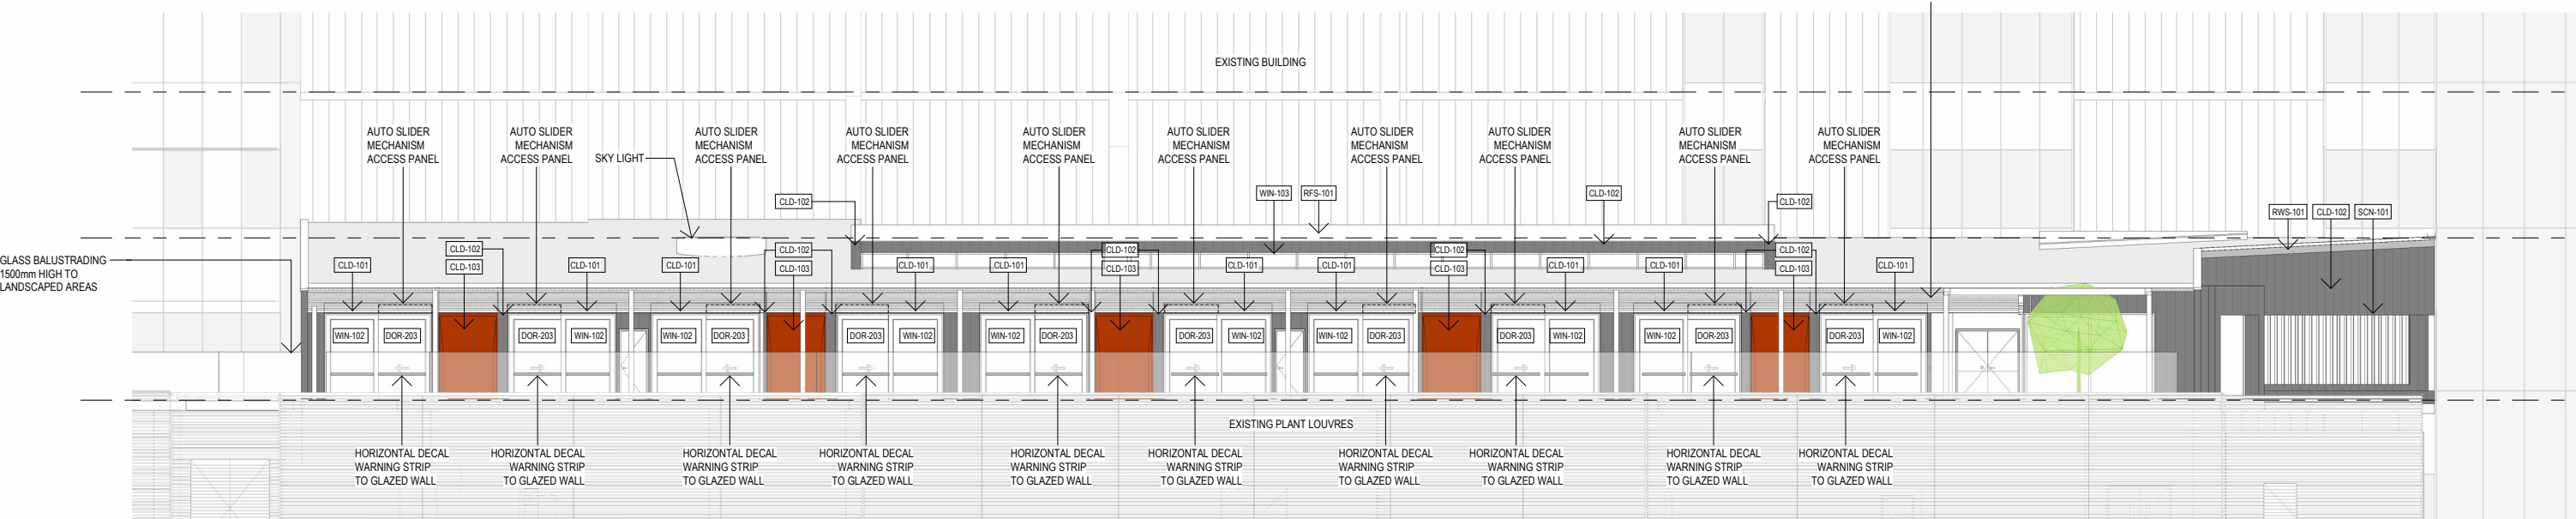 EXISTING BUILDING
AUTO SLIDER
MECHANISM
ACCESS PANEL
AUTO SLIDER
MECHANISM
ACCESS PANEL
SKY LIGHT
AUTO SLIDER
MECHANISM
ACCESS PANEL
AUTO SLIDER
MECHANISM
ACCESS PANEL
AUTO SLIDER
MECHANISM
ACCESS PANEL
AUTO SLIDER
MECHANISM
ACCESS PANEL
AUTO SLIDER
MECHANISM
ACCESS PANEL
AUTO SLIDER
MECHANISM
ACCESS PANEL
AUTO SLIDER
MECHANISM
ACCESS PANEL
AUTO SLIDER
MECHANISM
ACCESS PANEL
CLD-102
WIN-103
RFS-101
CLD-102
CLD-102
RWS-101
CLD-102
SCN-101
GLASS BALUSTRADING
1500mm HIGH TO
LANDSCAPED AREAS
CLD-101
CLD-102
CLD-103
CLD-101
CLD-101
CLD-102
CLD-103
CLD-101
CLD-101
CLD-102
CLD-103
CLD-101
CLD-101
CLD-102
CLD-103
CLD-101
CLD-101
CLD-102
CLD-103
CLD-101
WIN-102
DOR-203
DOR-203
WIN-102
WIN-102
DOR-203
DOR-203
WIN-102
WIN-102
DOR-203
DOR-203
WIN-102
WIN-102
DOR-203
DOR-203
WIN-102
WIN-102
DOR-203
DOR-203
WIN-102
EXISTING PLANT LOUVRES
HORIZONTAL DECAL
WARNING STRIP
TO GLAZED WALL
HORIZONTAL DECAL
WARNING STRIP
TO GLAZED WALL
HORIZONTAL DECAL
WARNING STRIP
TO GLAZED WALL
HORIZONTAL DECAL
WARNING STRIP
TO GLAZED WALL
HORIZONTAL DECAL
WARNING STRIP
TO GLAZED WALL
HORIZONTAL DECAL
WARNING STRIP
TO GLAZED WALL
HORIZONTAL DECAL
WARNING STRIP
TO GLAZED WALL
HORIZONTAL DECAL
WARNING STRIP
TO GLAZED WALL
HORIZONTAL DECAL
WARNING STRIP
TO GLAZED WALL
HORIZONTAL DECAL
WARNING STRIP
TO GLAZED WALL